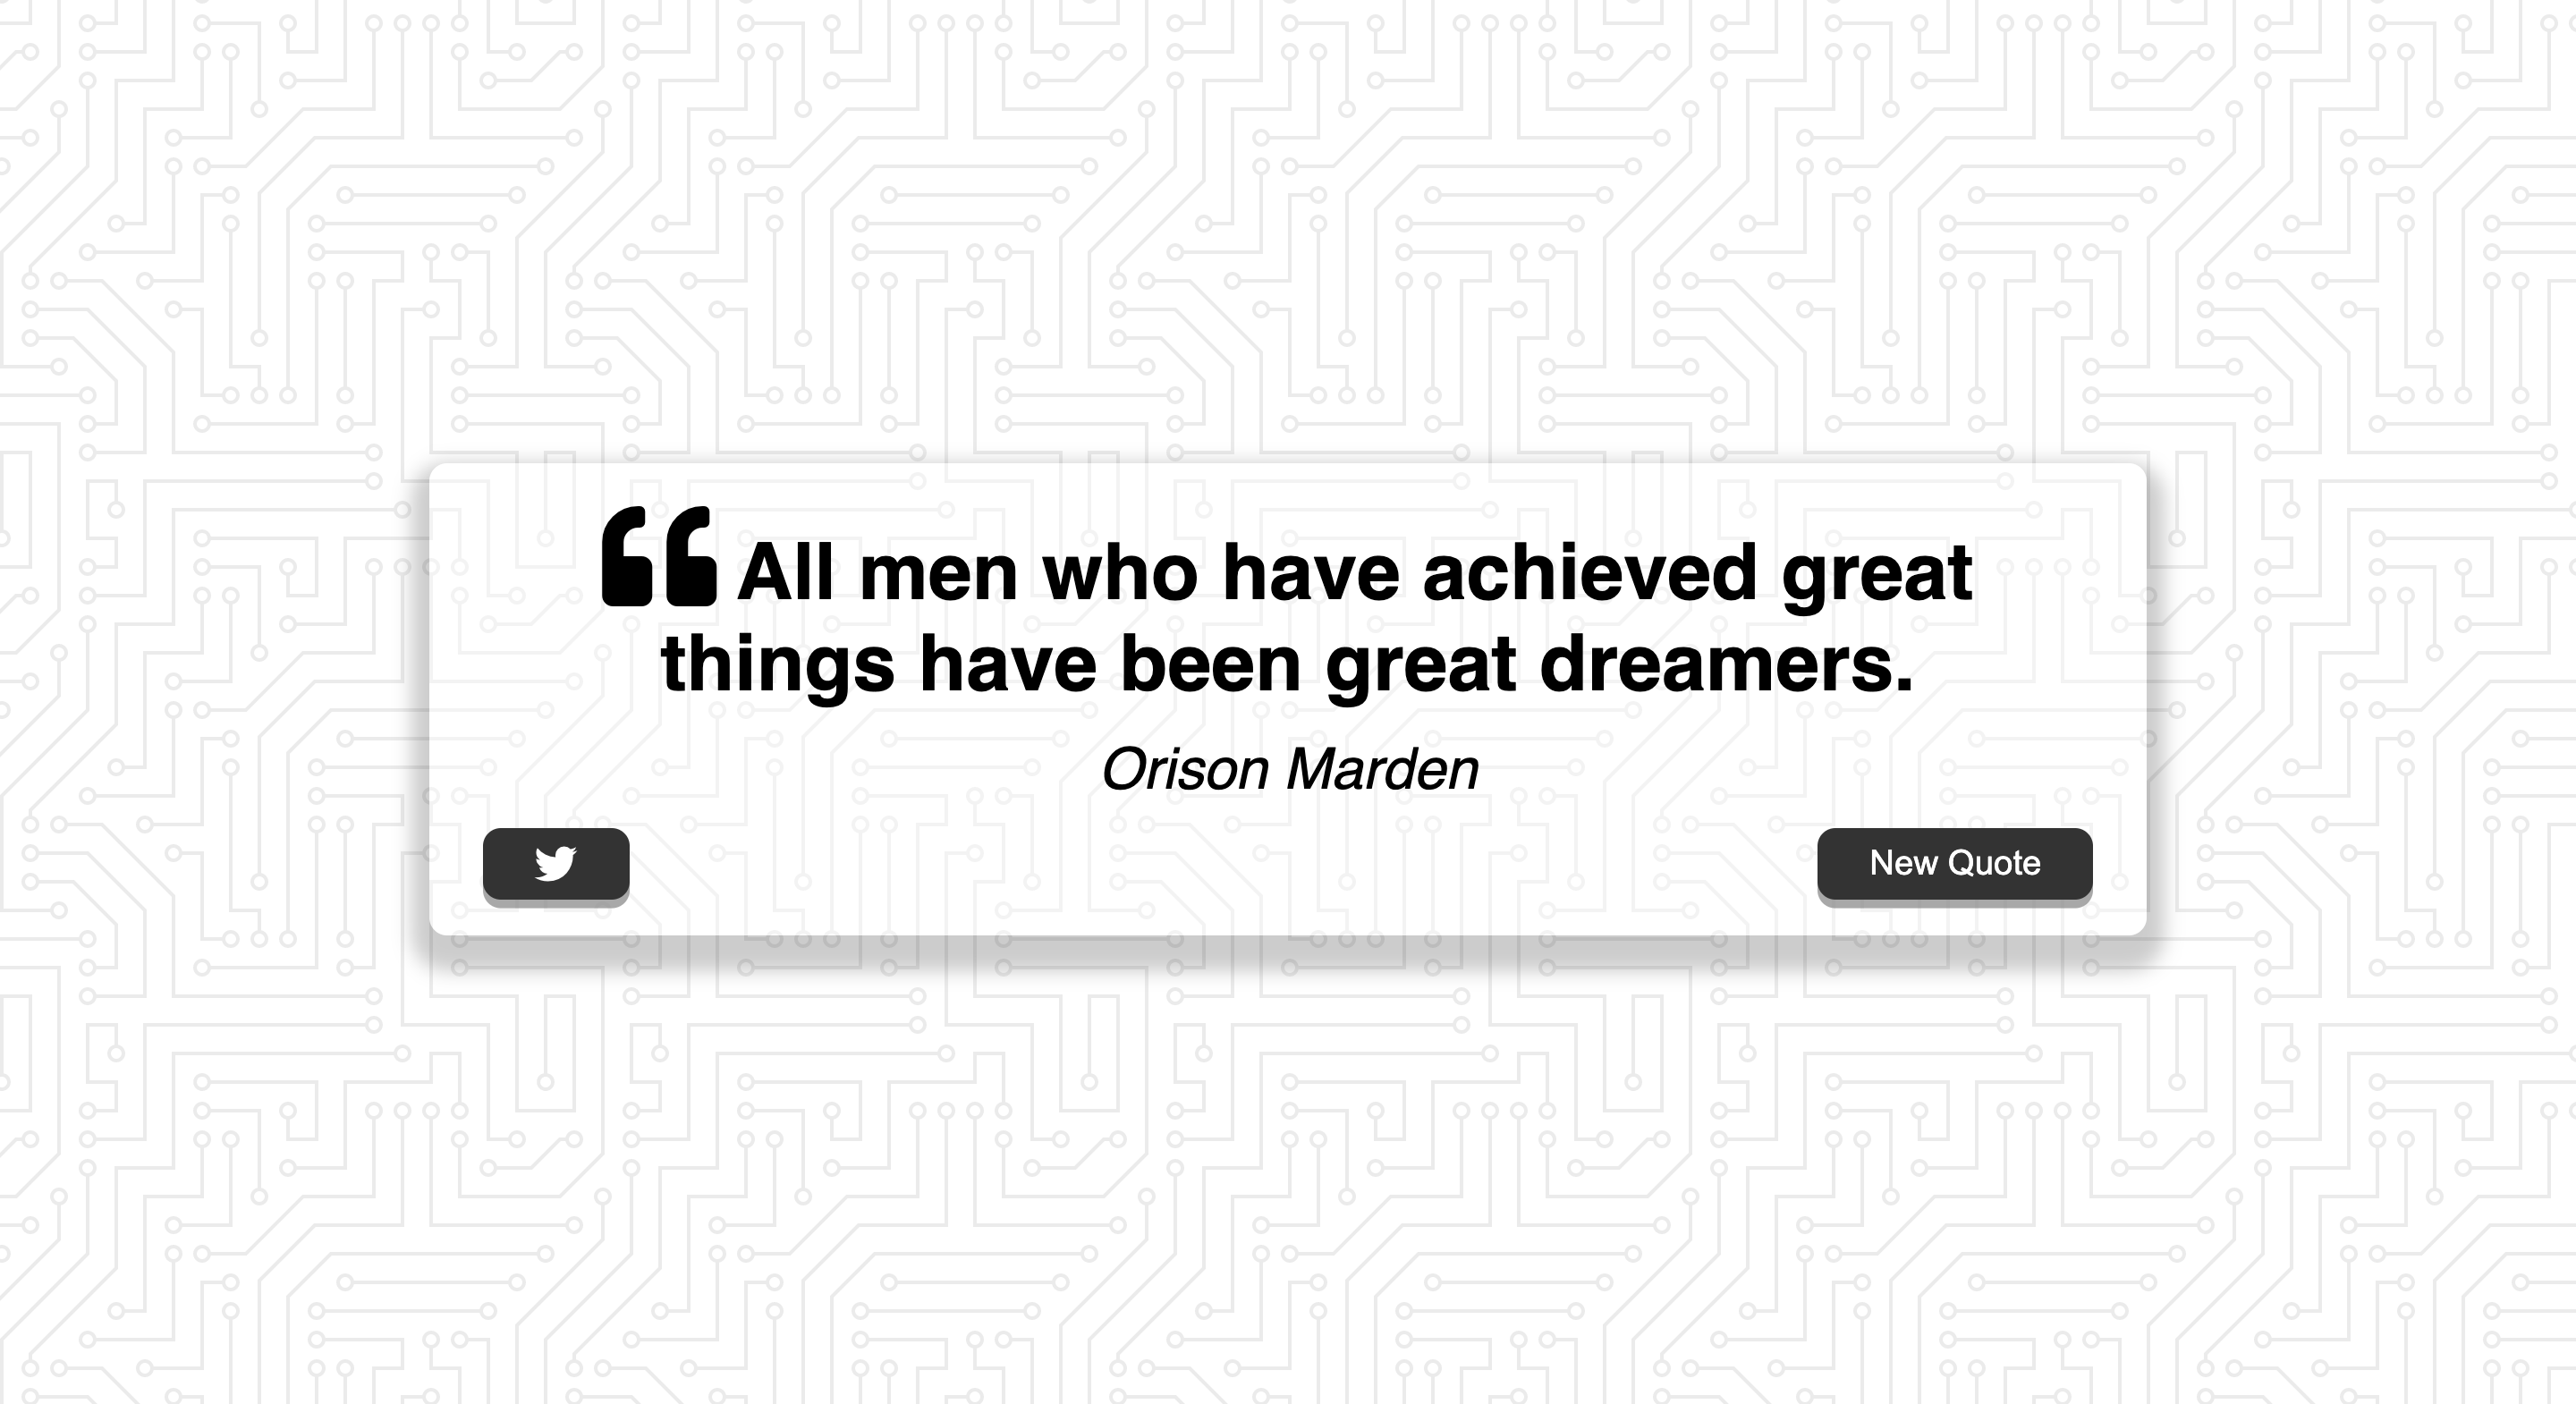 “ All men who have achieved great
things have been great dreamers.
Orison Marden
New Quote